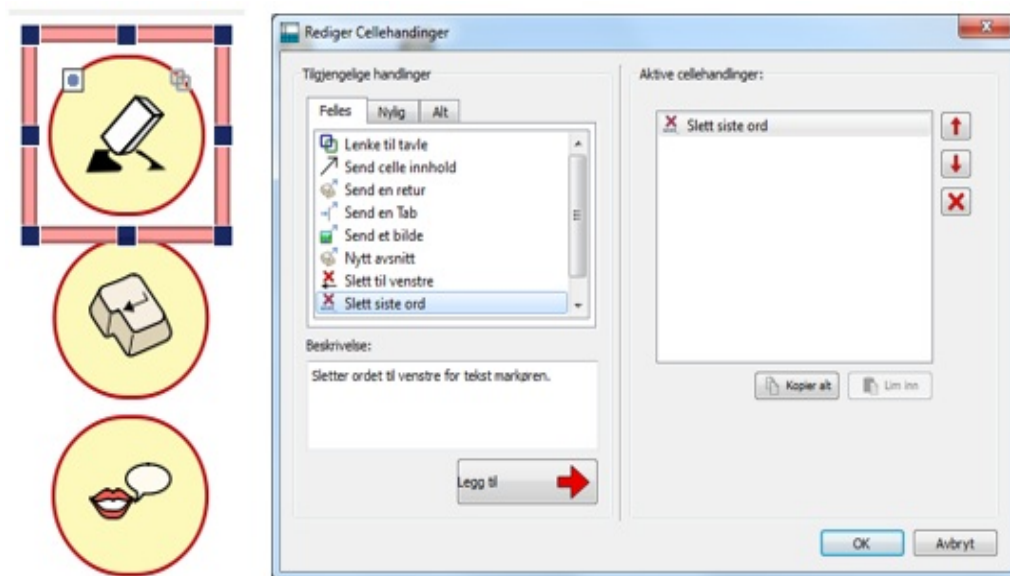 Rediger Cellehandinger
Tilgjengelige handlinger
Felles Nylig Alt
Lenke til tavle
Send celle innhold
Send en retur
Send en Tab
Send et bilde
Nytt avsnitt
Slett til venstre
Slett siste ord
Beskrivelse:
Sletter ordet til venstre for tekst markøren.
Legg til
Aktive cellehandlinger:
Slett siste ord
Kopier alt Lim inn
OK Avbryt